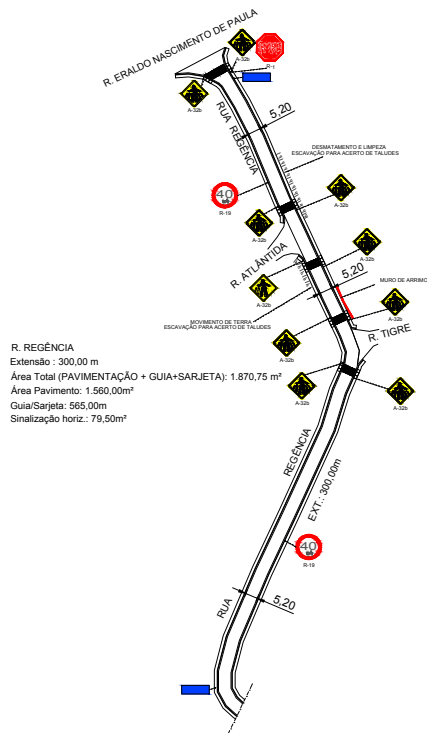 R. ERALDO NASCIMENTO DE PAULA
A-32b
R-1
A-32b
5,20
RUA REGÊNCIA
DESMATAMENTO E LIMPEZA
ESCAVAÇÃO PARA ACERTO DE TALUDES
40
R-19
A-32b
A-32b
R. ATLÂNTIDA
A-32b
5,20
MURO DE ARRIMO
A-32b
A-32b
MOVIMENTO DE TERRA
ESCAVAÇÃO PARA ACERTO DE TALUDES
R. TIGRE
A-32b
R. REGÊNCIA
Extensão : 300,00 m
Área Total (PAVIMENTAÇÃO + GUIA+SARJETA): 1.870,75 m²
Área Pavimento: 1.560,00m²
Guia/Sarjeta: 565,00m
Sinalização horiz.: 79,50m²
A-32b
A-32b
REGÊNCIA
EXT.: 300,00m
40
R-19
RUA
5,20